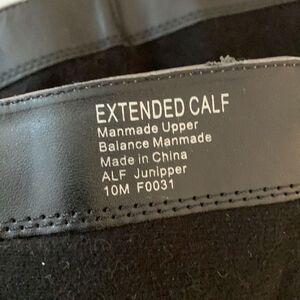 EXTENDED CALF
Manmade Upper
Balance Manmade
Made in China
ALF Junipper
10M F0031